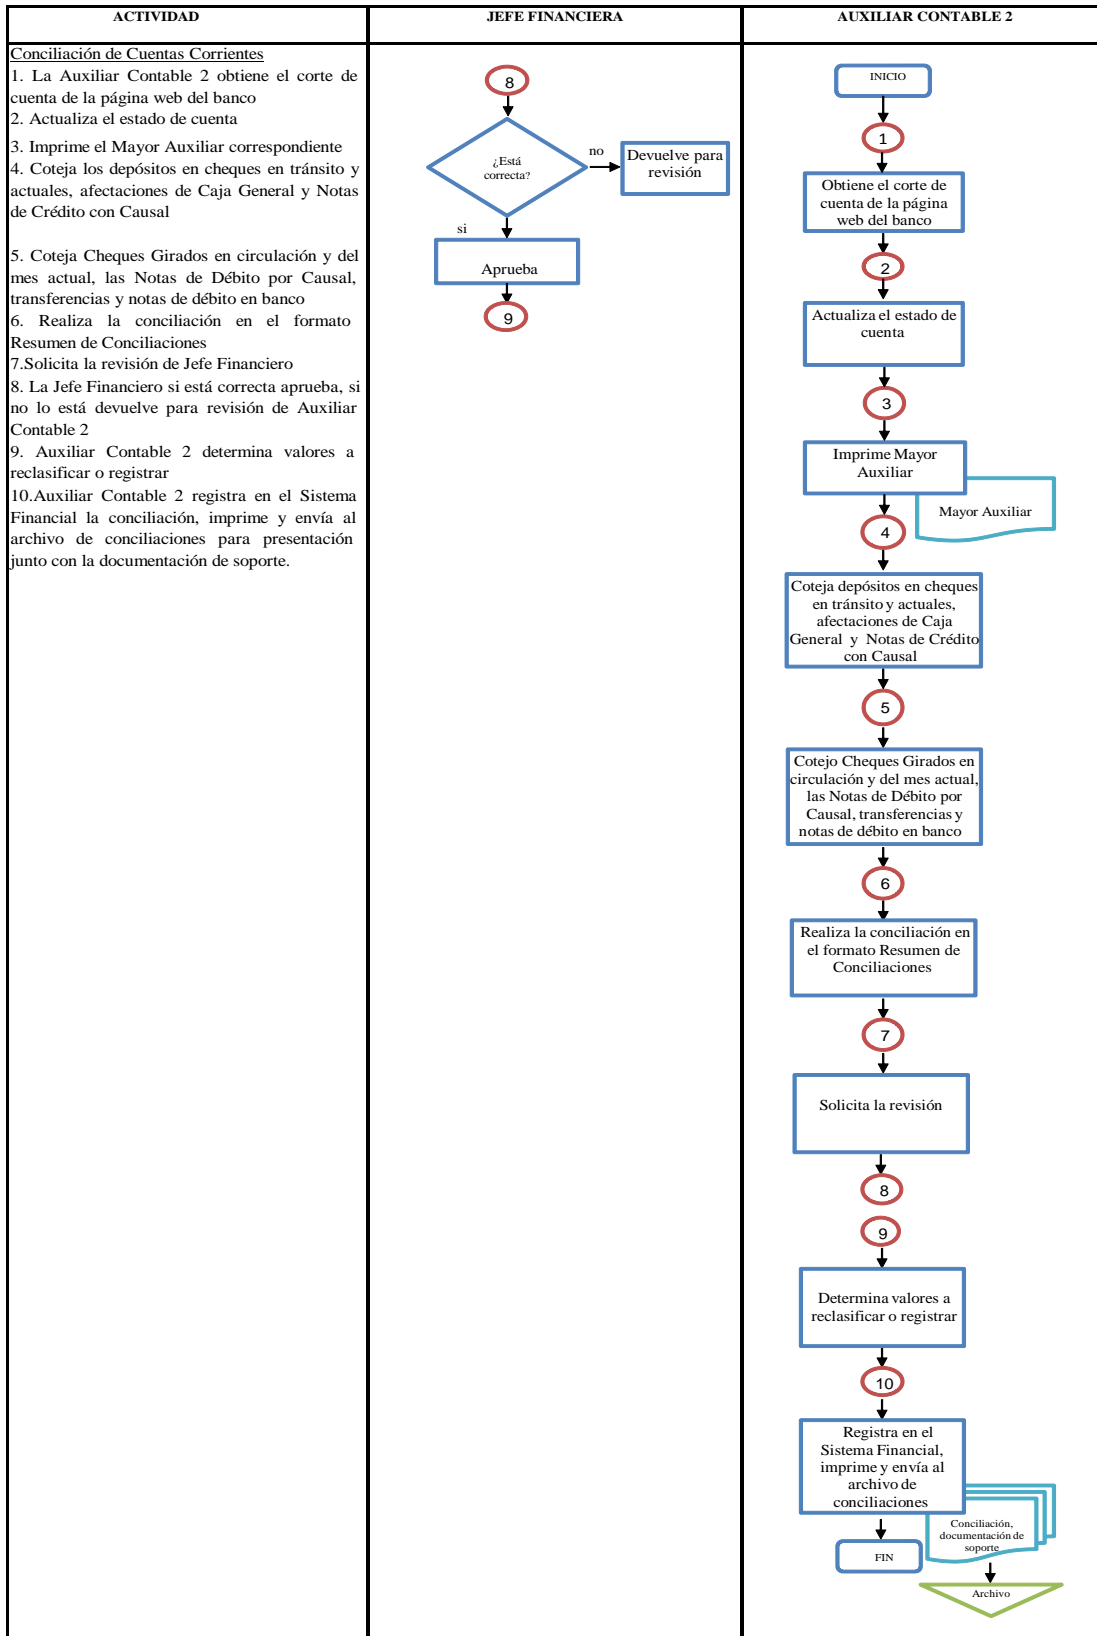 ACTIVIDAD
JEFE FINANCIERA
AUXILIAR CONTABLE 2
Conciliación de Cuentas Corrientes
1. La Auxiliar Contable 2 obtiene el corte de
cuenta de la página web del banco
2. Actualiza el estado de cuenta
3. Imprime el Mayor Auxiliar correspondiente
4. Coteja los depósitos en cheques en tránsito y
actuales, afectaciones de Caja General y Notas
de Crédito con Causal
5. Coteja Cheques Girados en circulación y del
mes actual, las Notas de Débito por Causal,
transferencias y notas de débito en banco
6. Realiza la conciliación en el formato
Resumen de Conciliaciones
7.Solicita la revisión de Jefe Financiero
8. La Jefe Financiero si está correcta aprueba, si
no lo está devuelve para revisión de Auxiliar
Contable 2
9. Auxiliar Contable 2 determina valores a
reclasificar o registrar
10.Auxiliar Contable 2 registra en el Sistema
Financial la conciliación, imprime y envía al
archivo de conciliaciones para presentación
junto con la documentación de soporte.
8
¿Está
correcta?
no
Devuelve para
revisión
si
Aprueba
9
INICIO
1
Obtiene el corte de
cuenta de la página
web del banco
2
Actualiza el estado de
cuenta
3
Imprime Mayor
Auxiliar
Mayor Auxiliar
4
Coteja depósitos en cheques
en tránsito y actuales,
afectaciones de Caja
General y Notas de Crédito
con Causal
5
Cotejo Cheques Girados en
circulación y del mes actual,
las Notas de Débito por
Causal, transferencias y
notas de débito en banco
6
Realiza la conciliación en
el formato Resumen de
Conciliaciones
7
Solicita la revisión
8
9
Determina valores a
reclasificar o registrar
10
Registra en el
Sistema Financial,
imprime y envía al
archivo de
conciliaciones
Conciliación,
documentación de
soporte
FIN
Archivo